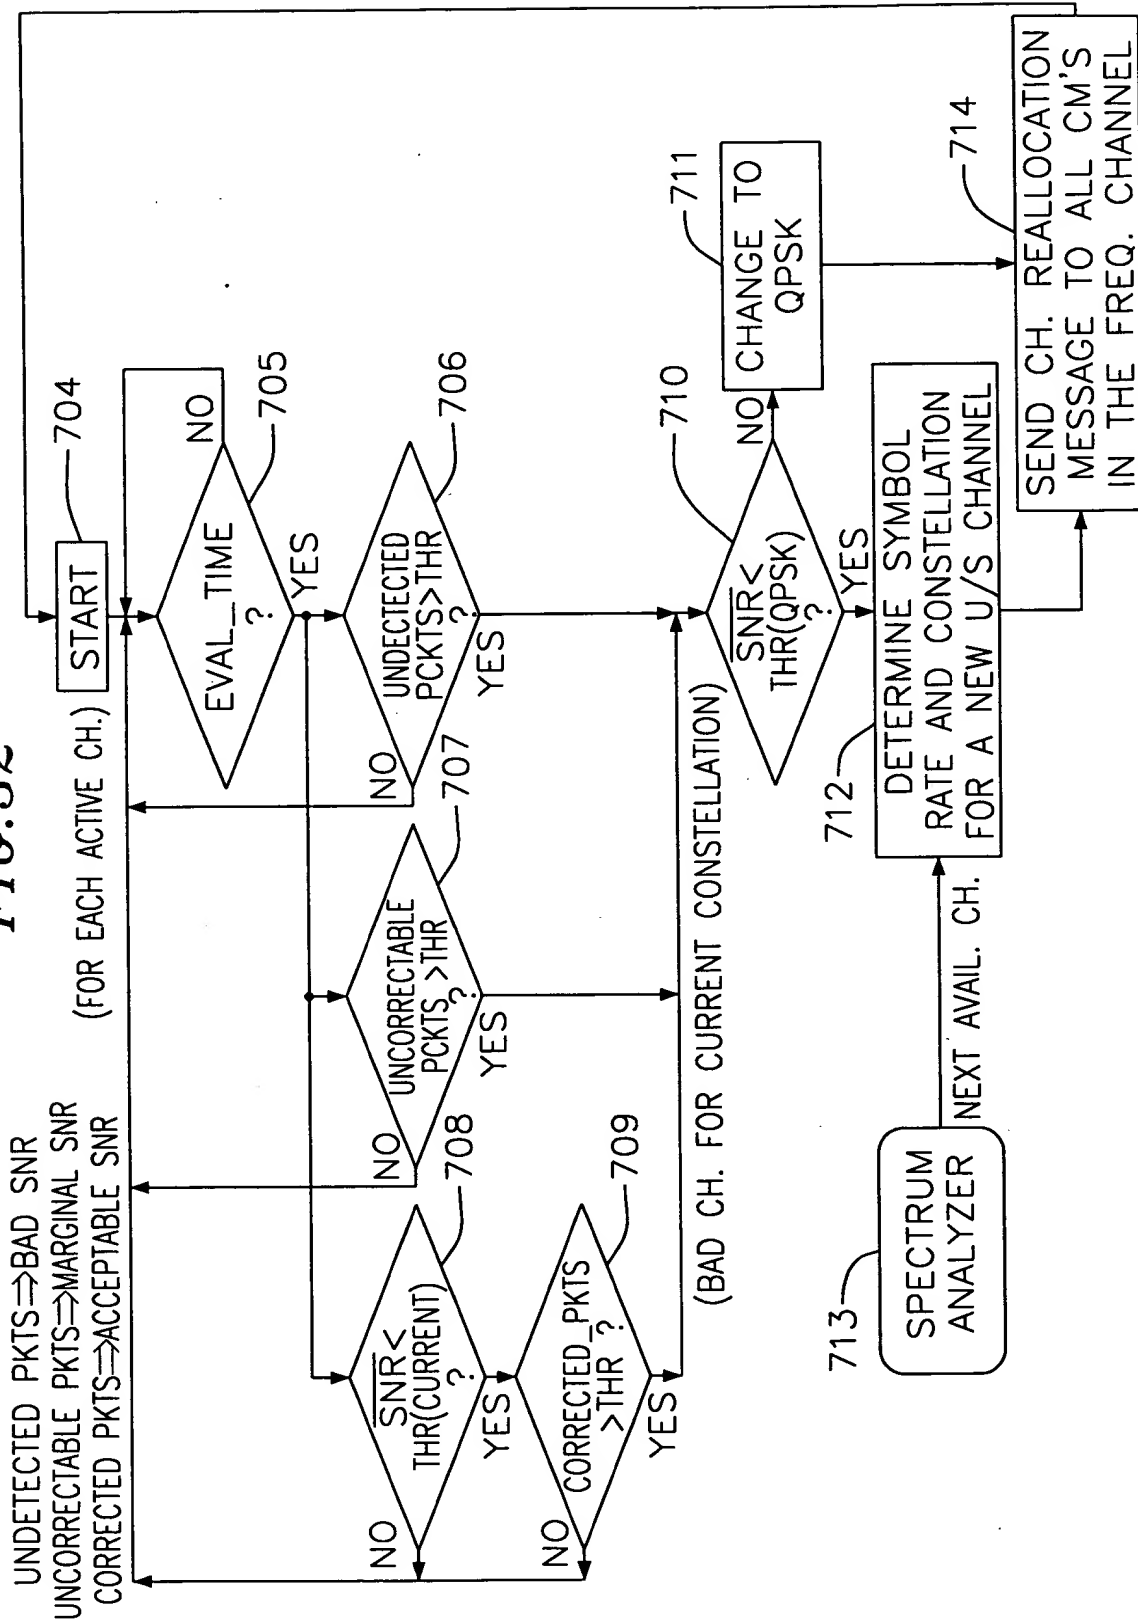 FIG.32
UNDETECTED PKTS⇒BAD SNR
UNCORRECTABLE PKTS⇒MARGINAL SNR
CORRECTED PKTS⇒ACCEPTABLE SNR
(FOR EACH ACTIVE CH.)
START
704
EVAL_TIME
?
705
NO
YES
SNR<
THR(CURRENT)
?
708
NO
YES
UNCORRECTABLE
PCKTS >THR
?
707
NO
YES
UNDECTECTED
PCKTS>THR
?
706
NO
YES
CORRECTED_PKTS
>THR ?
709
NO
YES
(BAD CH. FOR CURRENT CONSTELLATION)
SNR<
THR(QPSK)
?
710
NO
YES
CHANGE TO
QPSK
711
SPECTRUM
ANALYZER
713
NEXT AVAIL. CH.
712
DETERMINE SYMBOL
RATE AND CONSTELLATION
FOR A NEW U/S CHANNEL
714
SEND CH. REALLOCATION
MESSAGE TO ALL CM'S
IN THE FREQ. CHANNEL